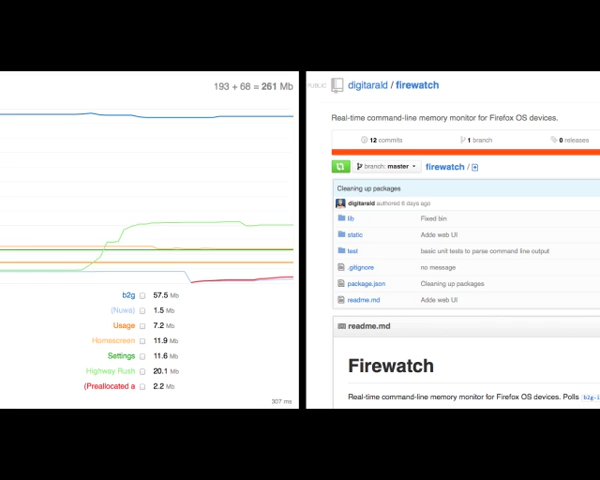 193 + 68 = 261 Mb
b2g 57.5 Mb
(Nuwa) 1.5 Mb
Usage 7.2 Mb
Homescreen 11.9 Mb
Settings 11.6 Mb
Highway Rush 20.1 Mb
(Preallocated a 2.2 Mb
307 ms
PUBLIC digitarald / firewatch
Real-time command-line memory monitor for Firefox OS devices.
12 commits 1 branch 0 releases
branch: master firewatch /
Cleaning up packages
digitarald authored 6 days ago
lib Fixed bin
static Adde web UI
test basic unit tests to parse command line output
.gitignore no message
package.json Cleaning up packages
readme.md Adde web UI
readme.md
Firewatch
Real-time command-line memory monitor for Firefox OS devices. Polls